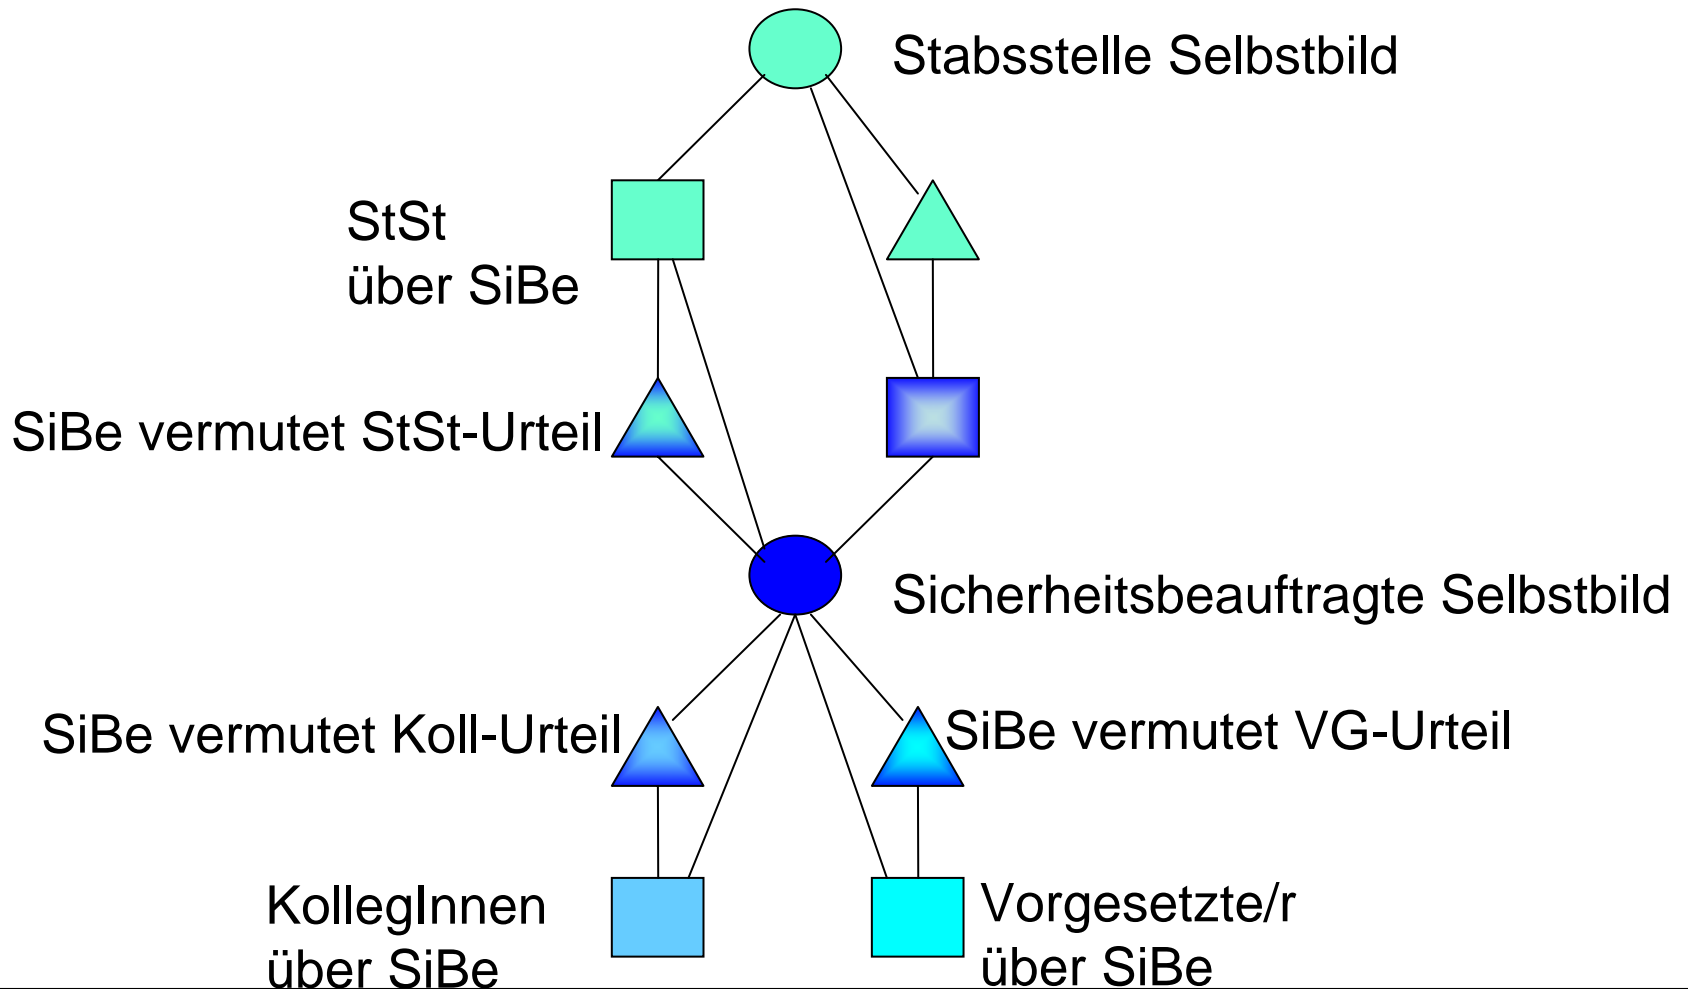 Stabsstelle Selbstbild
StSt
über SiBe
SiBe vermutet StSt-Urteil
Sicherheitsbeauftragte Selbstbild
SiBe vermutet Koll-Urteil
SiBe vermutet VG-Urteil
KollegInnen
über SiBe
Vorgesetzte/r
über SiBe